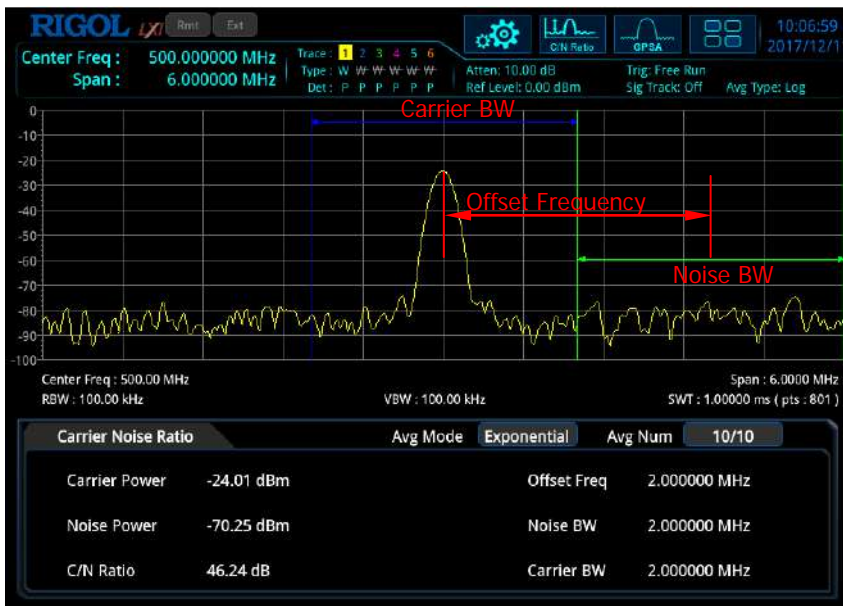 RIGOL LXI Rmt Ext
C/N Ratio GPSA
10:06:59
2017/12/1
Center Freq : 500.000000 MHz
Span : 6.000000 MHz
Trace : 1 2 3 4 5 6
Type : W W W W W W
Det : P P P P P P
Atten: 10.00 dB
Ref Level: 0.00 dBm
Trig: Free Run
Sig Track: Off Avg Type: Log
Carrier BW
Offset Frequency
Noise BW
0
-10
-20
-30
-40
-50
-60
-70
-80
-90
-100
Center Freq : 500.00 MHz Span : 6.0000 MHz
RBW : 100.00 kHz VBW : 100.00 kHz SWT : 1.00000 ms ( pts : 801 )
Carrier Noise Ratio Avg Mode Exponential Avg Num 10/10
Carrier Power -24.01 dBm Offset Freq 2.000000 MHz
Noise Power -70.25 dBm Noise BW 2.000000 MHz
C/N Ratio 46.24 dB Carrier BW 2.000000 MHz